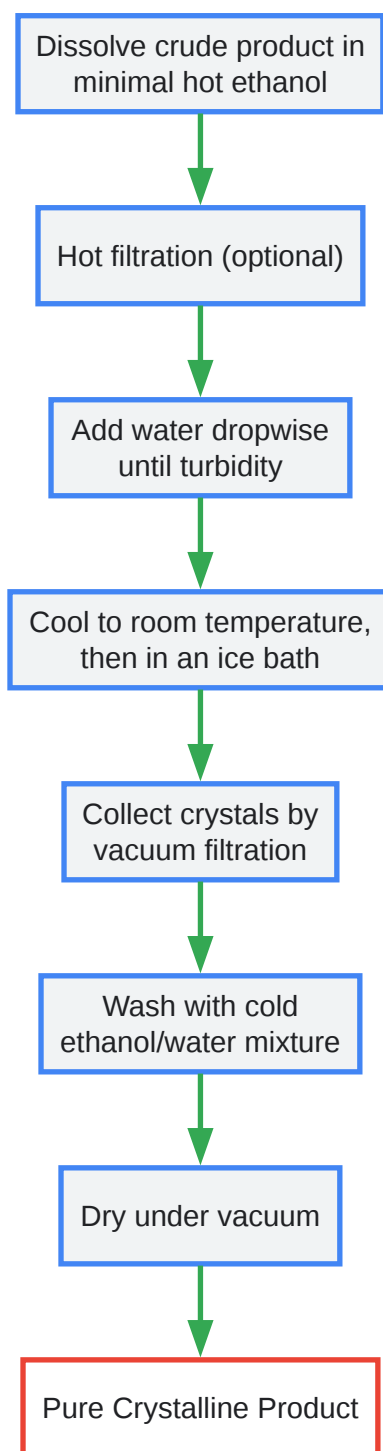 Dissolve crude product in
minimal hot ethanol
Hot filtration (optional)
Add water dropwise
until turbidity
Cool to room temperature,
then in an ice bath
Collect crystals by
vacuum filtration
Wash with cold
ethanol/water mixture
Dry under vacuum
Pure Crystalline Product